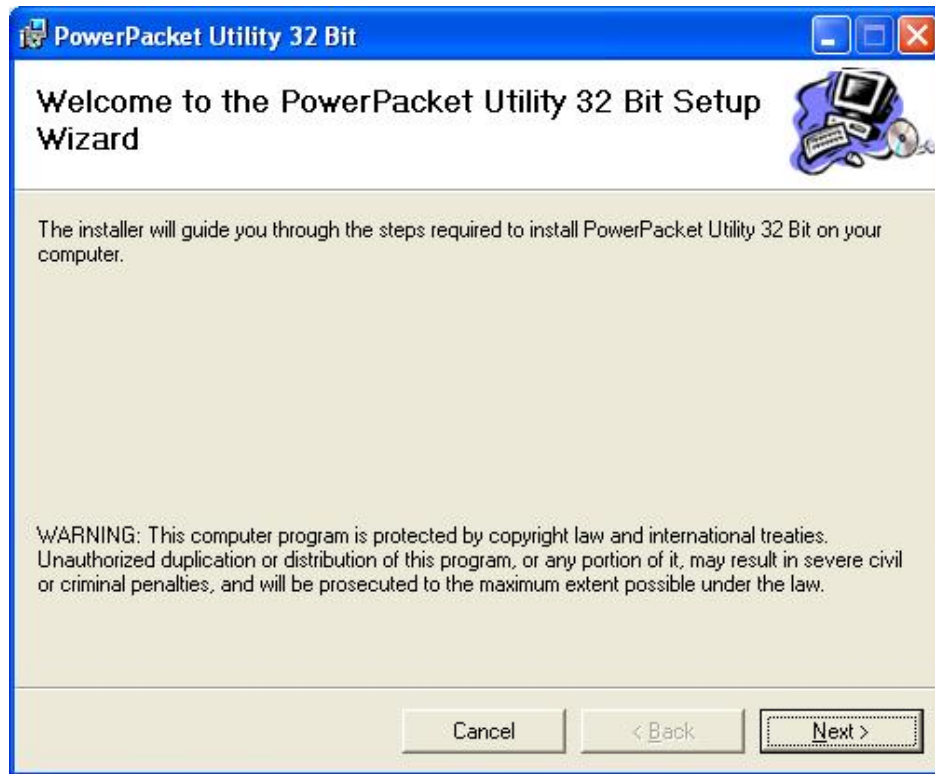 PowerPacket Utility 32 Bit
Welcome to the PowerPacket Utility 32 Bit Setup
Wizard
The installer will guide you through the steps required to install PowerPacket Utility 32 Bit on your
computer.
WARNING: This computer program is protected by copyright law and international treaties.
Unauthorized duplication or distribution of this program, or any portion of it, may result in severe civil
or criminal penalties, and will be prosecuted to the maximum extent possible under the law.
Cancel
< Back
Next >